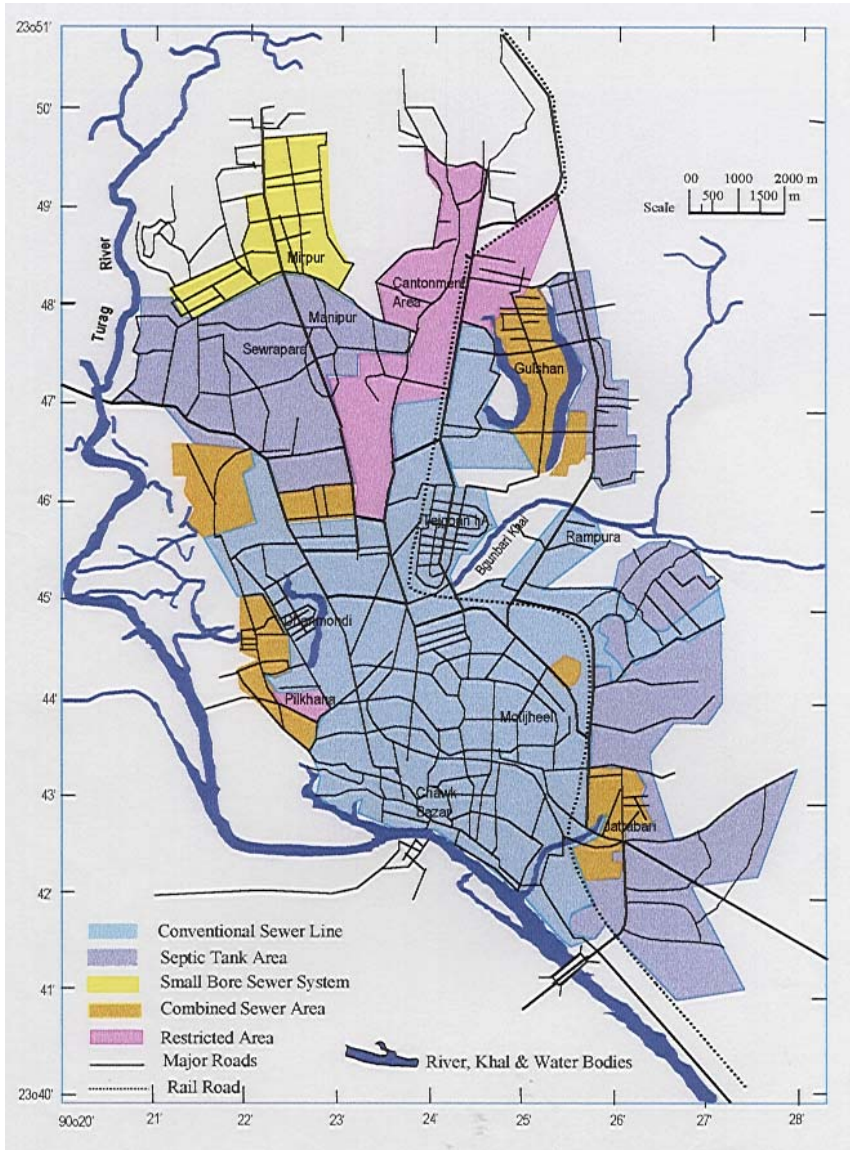 23o51'
50'
00 1000 2000 m
Scale 500 1500 m
49'
Turag River
Mirpur
Cantonment
Area
48'
Manipur
Sewrapara
Gulshan
47'
46'
Bgunbari Khal
Rampura
45'
Dhanmondi
44'
Pilkhana
Motijheel
43'
Chawk
Bazar
Jattabari
42'
Conventional Sewer Line
Septic Tank Area
41'
Small Bore Sewer System
Combined Sewer Area
Restricted Area
Major Roads
River, Khal & Water Bodies
Rail Road
23o40'
90o20' 21' 22' 23' 24' 25' 26' 27' 28'